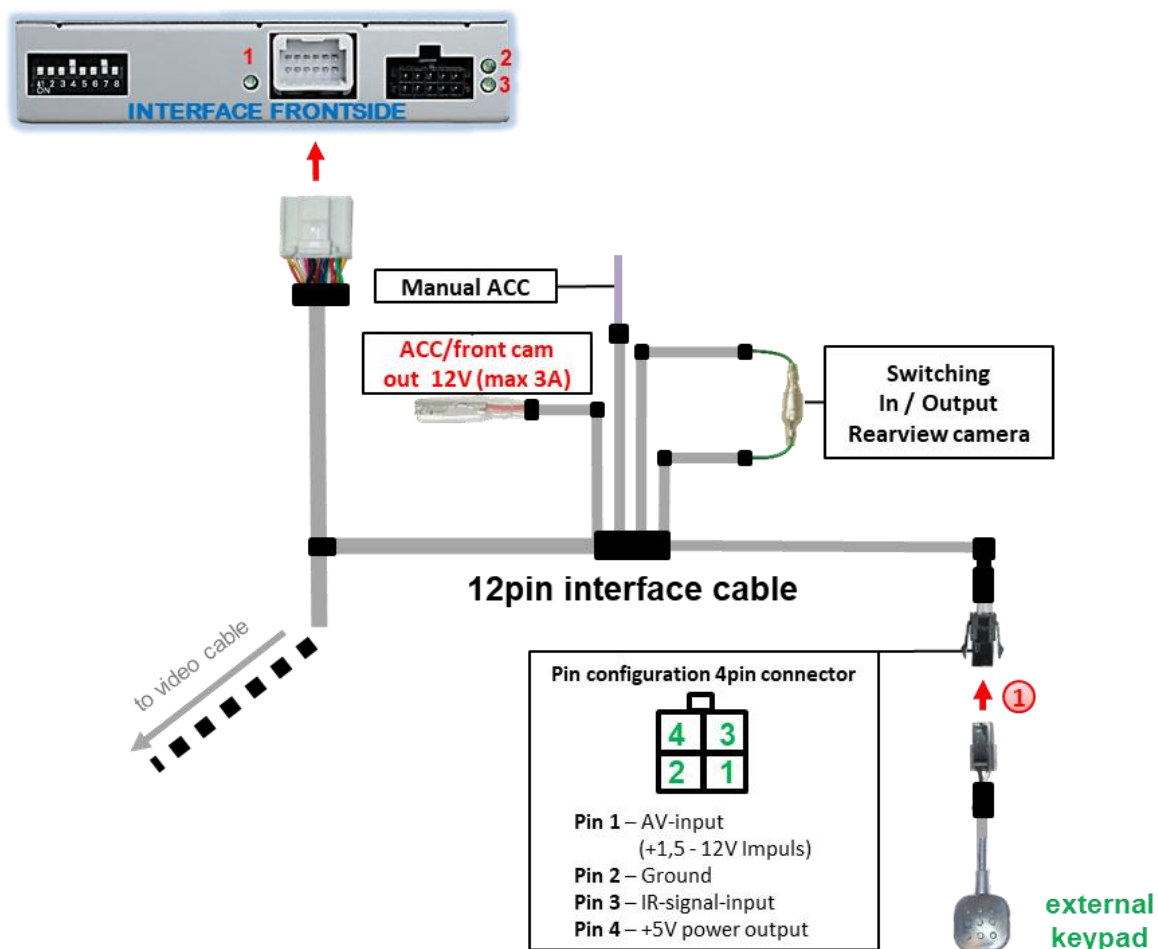 1
2
3
1 2 3 4 5 6 7 8
ON
INTERFACE FRONTSIDE
Manual ACC
ACC/front cam
out 12V (max 3A)
Switching
In / Output
Rearview camera
12pin interface cable
to video cable
Pin configuration 4pin connector
4 3
2 1
Pin 1 – AV-input
(+1,5 - 12V Impuls)
Pin 2 – Ground
Pin 3 – IR-signal-input
Pin 4 – +5V power output
1
external
keypad